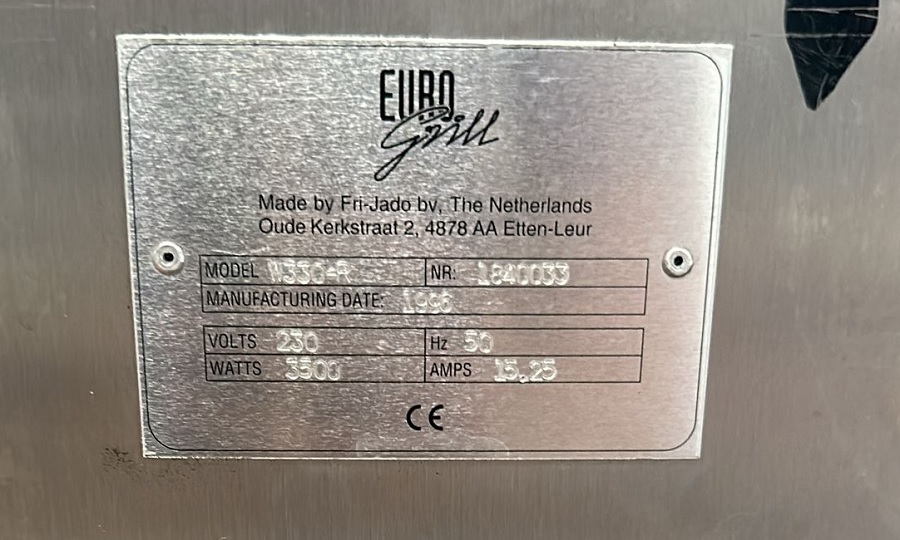 EURO
Grill
Made by Fri-Jado bv, The Netherlands
Oude Kerkstraat 2, 4878 AA Etten-Leur
MODEL W330-R NR: 1840033
MANUFACTURING DATE: 1996
VOLTS 230 Hz 50
WATTS 3500 AMPS 15.25
CE